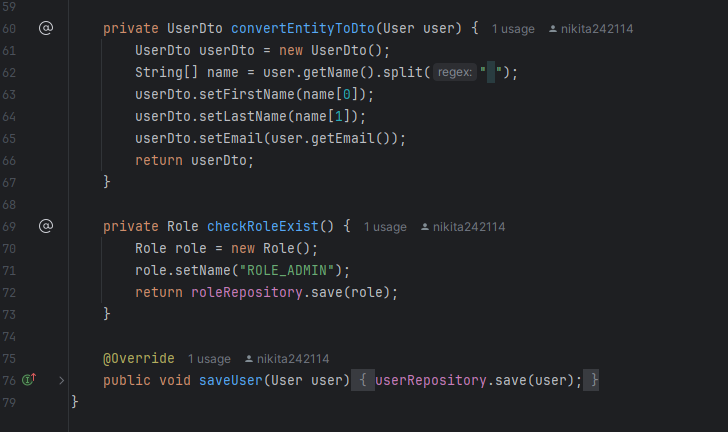 59
60 @ private UserDto convertEntityToDto(User user) { 1 usage nikita242114
61 UserDto userDto = new UserDto();
62 String[] name = user.getName().split( regex: " ");
63 userDto.setFirstName(name[0]);
64 userDto.setLastName(name[1]);
65 userDto.setEmail(user.getEmail());
66 return userDto;
67 }
68
69 @ private Role checkRoleExist() { 1 usage nikita242114
70 Role role = new Role();
71 role.setName("ROLE_ADMIN");
72 return roleRepository.save(role);
73 }
74
75 @Override 1 usage nikita242114
76 public void saveUser(User user) { userRepository.save(user); }
79 }